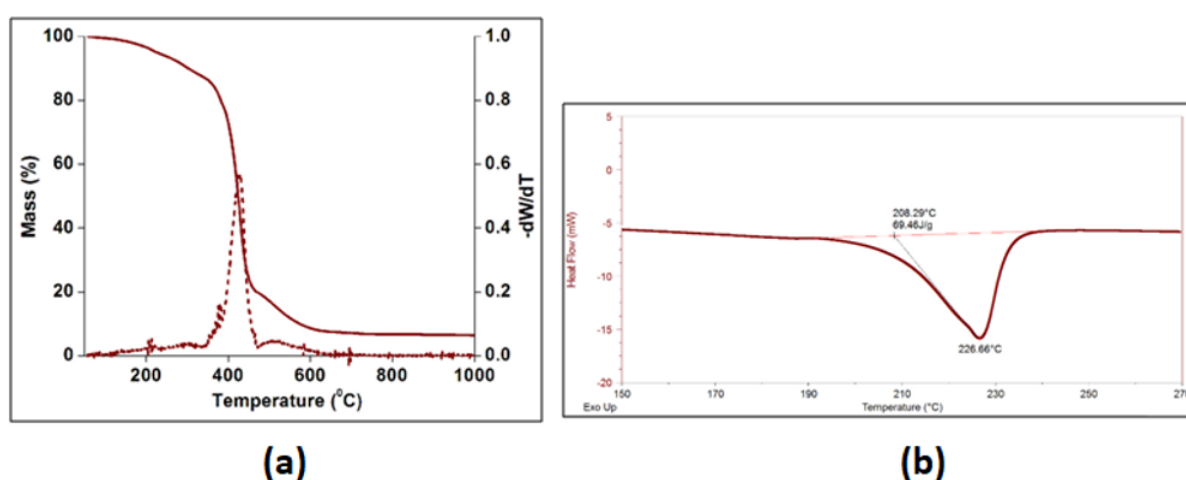 100
80
60
40
20
0
Mass (%)
1.0
0.8
0.6
0.4
0.2
0.0
-dW/dT
200 400 600 800 1000
Temperature (⁰C)
(a)
5
0
-5
-10
-15
-20
Heat Flow (mW)
208.29°C
69.46J/g
226.66°C
150 170 190 210 230 250 270
Exo Up
Temperature (°C)
(b)